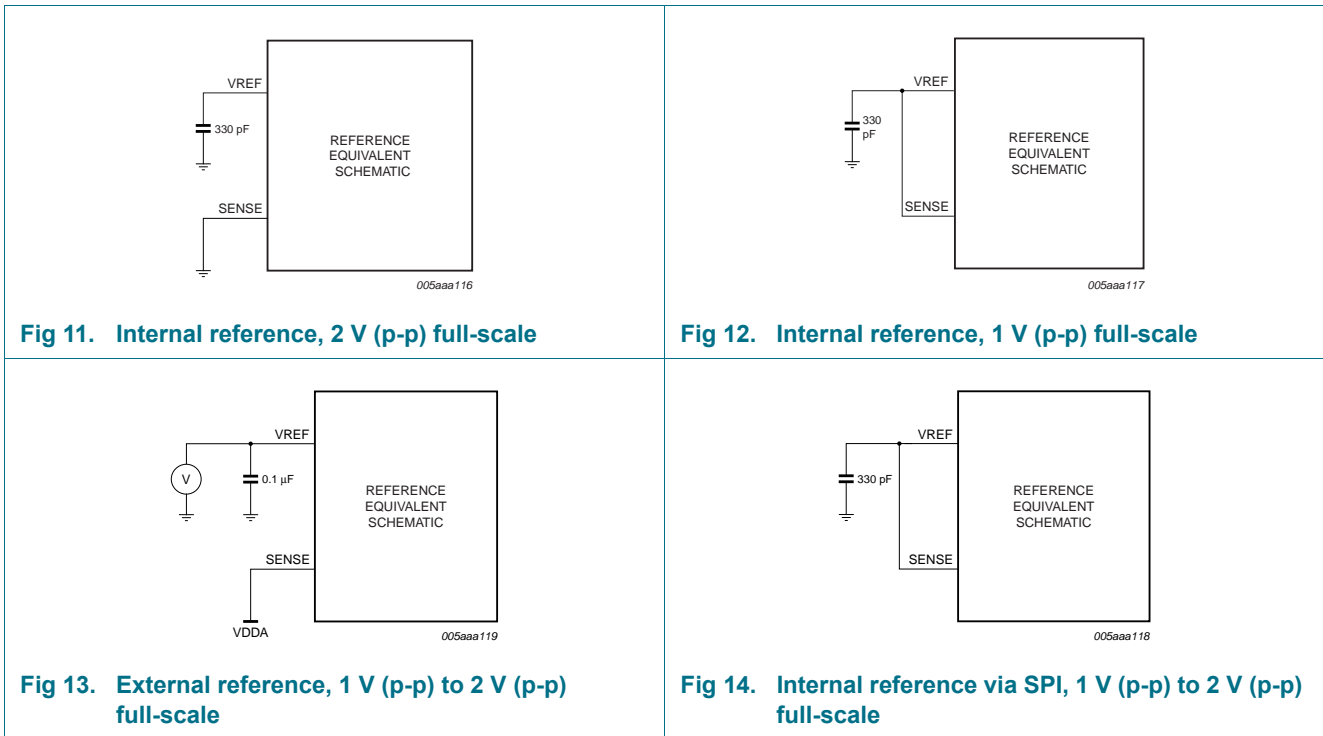 VREF
330 pF
REFERENCE
EQUIVALENT
SCHEMATIC
SENSE
005aaa116
Fig 11. Internal reference, 2 V (p-p) full-scale
VREF
330
pF
REFERENCE
EQUIVALENT
SCHEMATIC
SENSE
005aaa117
Fig 12. Internal reference, 1 V (p-p) full-scale
VREF
V
0.1 μF
REFERENCE
EQUIVALENT
SCHEMATIC
SENSE
VDDA
005aaa119
Fig 13. External reference, 1 V (p-p) to 2 V (p-p)
full-scale
VREF
330 pF
REFERENCE
EQUIVALENT
SCHEMATIC
SENSE
005aaa118
Fig 14. Internal reference via SPI, 1 V (p-p) to 2 V (p-p)
full-scale